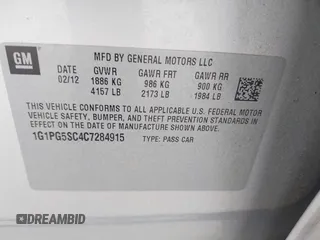 GM
MFD BY GENERAL MOTORS LLC
DATE GVWR GAWR FRT GAWR RR
02/12 1886 KG 986 KG 900 KG
4157 LB 2173 LB 1984 LB
THIS VEHICLE CONFORMS TO ALL APPLICABLE U.S. FEDERAL MOTOR
VEHICLE SAFETY, BUMPER, AND THEFT PREVENTION STANDARDS
IN EFFECT ON THE DATE OF MANUFACTURE SHOWN ABOVE.
1G1PG5SC4C7284915 TYPE: PASS CAR
IDBID